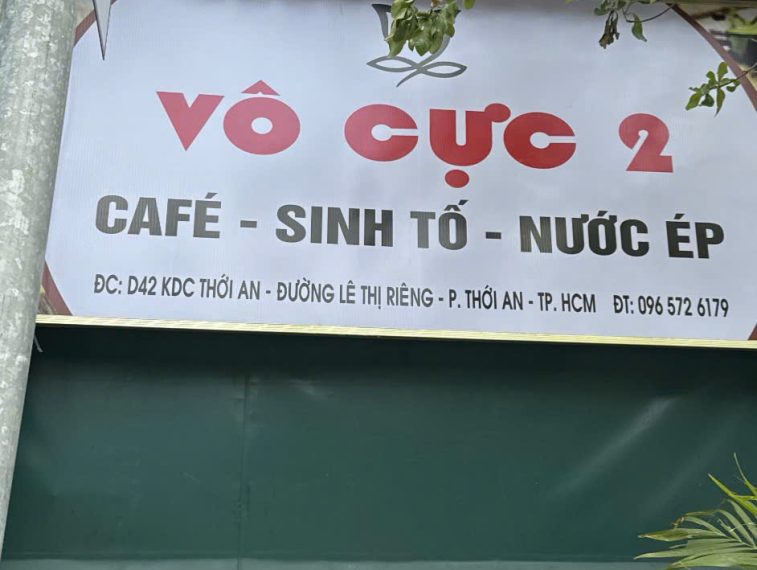 VÔ CỰC 2
CAFÉ - SINH TỐ - NƯỚC ÉP
ĐC: D42 KDC THỚI AN - ĐƯỜNG LÊ THỊ RIÊNG - P. THỚI AN - TP. HCM ĐT: 096 572 6179